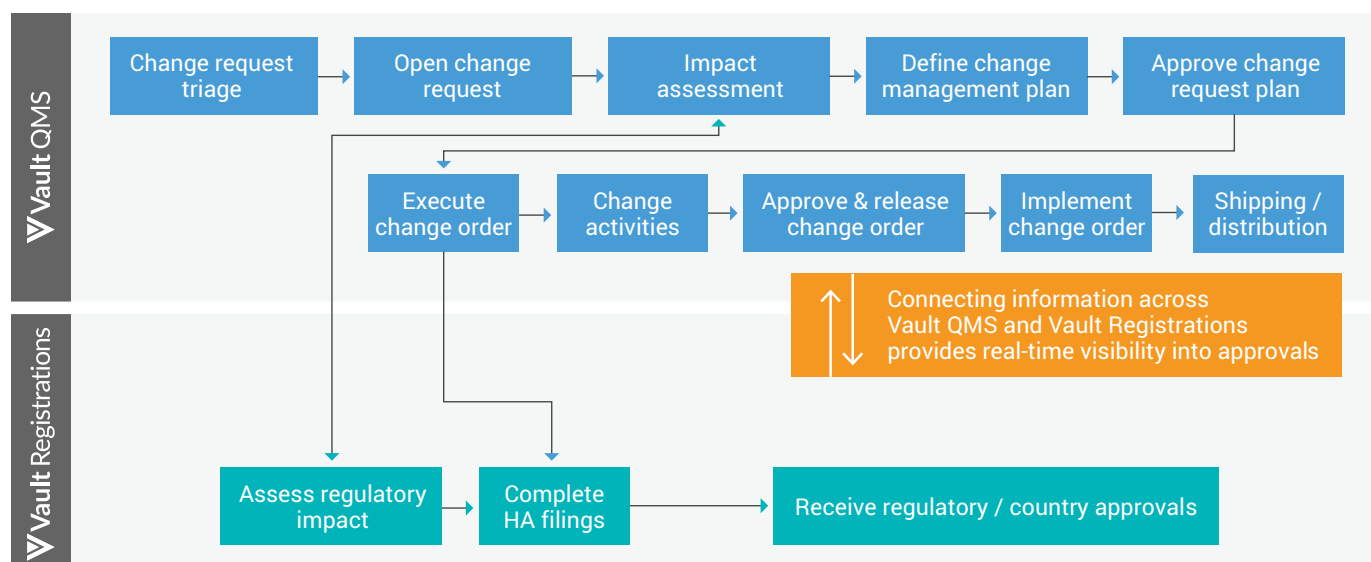 Vault QMS
Change request
triage
Open change
request
Impact
assessment
Define change
management plan
Approve change
request plan
Execute
change order
Change
activities
Approve & release
change order
Implement
change order
Shipping /
distribution
Connecting information across
Vault QMS and Vault Registrations
provides real-time visibility into approvals
Vault Registrations
Assess regulatory
impact
Complete
HA filings
Receive regulatory / country approvals